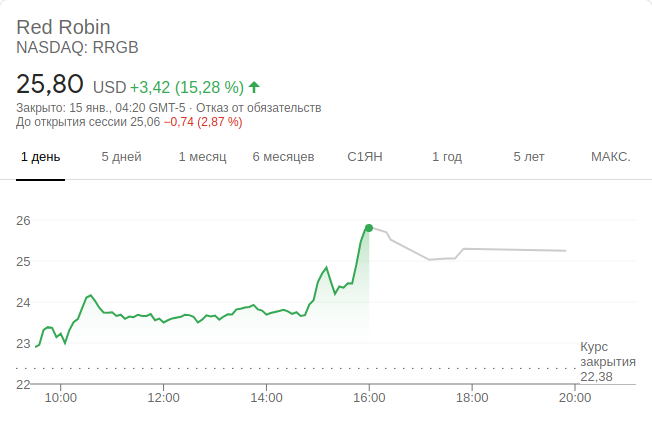 Red Robin
NASDAQ: RRGB
25,80 USD +3,42 (15,28 %)
Закрыто: 15 янв., 04:20 GMT-5 · Отказ от обязательств
До открытия сессии 25,06 −0,74 (2,87 %)
1 день 5 дней 1 месяц 6 месяцев С1ЯН 1 год 5 лет МАКС.
26
25
24
23
Курс
закрытия
22,38
22
10:00 12:00 14:00 16:00 18:00 20:00